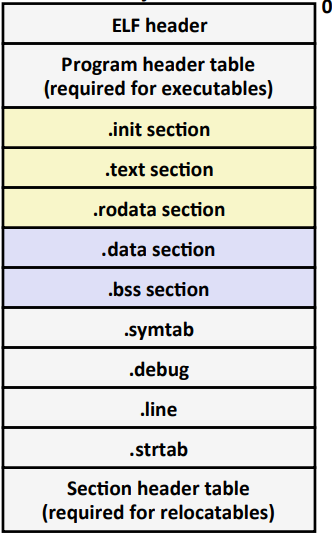 0
ELF header
Program header table
(required for executables)
.init section
.text section
.rodata section
.data section
.bss section
.symtab
.debug
.line
.strtab
Section header table
(required for relocatables)